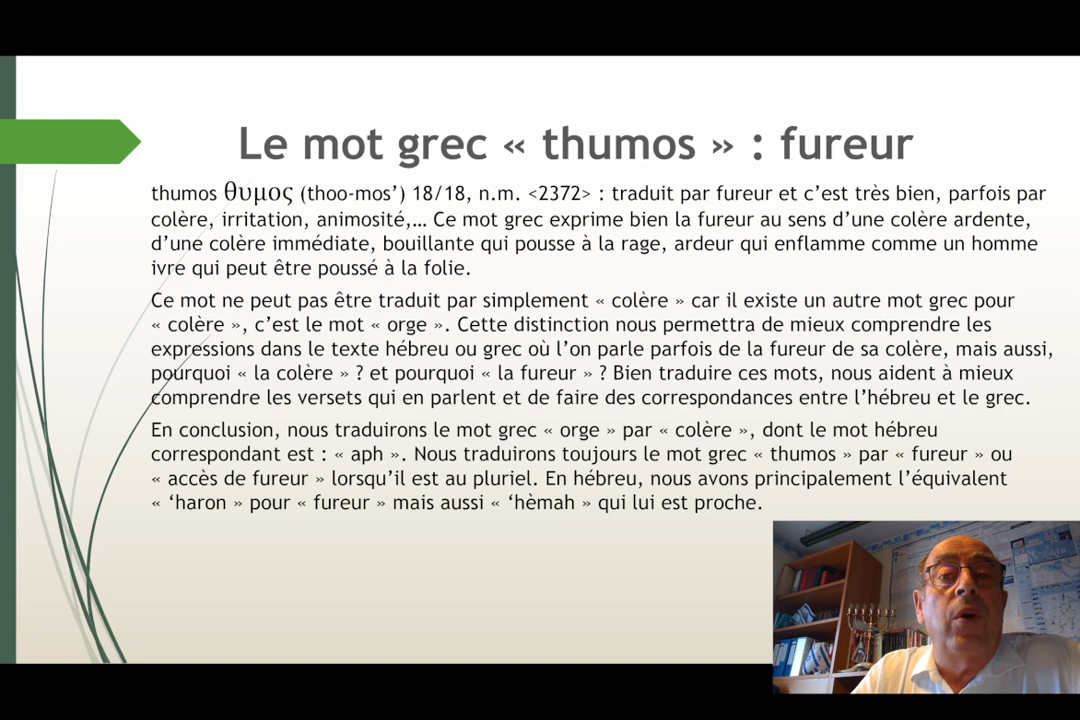 Le mot grec « thumos » : fureur
thumos θυμος (thoo-mos’) 18/18, n.m. <2372> : traduit par fureur et c’est très bien, parfois par
colère, irritation, animosité,… Ce mot grec exprime bien la fureur au sens d’une colère ardente,
d’une colère immédiate, bouillante qui pousse à la rage, ardeur qui enflamme comme un homme
ivre qui peut être poussé à la folie.
Ce mot ne peut pas être traduit par simplement « colère » car il existe un autre mot grec pour
« colère », c’est le mot « orge ». Cette distinction nous permettra de mieux comprendre les
expressions dans le texte hébreu ou grec où l’on parle parfois de la fureur de sa colère, mais aussi,
pourquoi « la colère » ? et pourquoi « la fureur » ? Bien traduire ces mots, nous aident à mieux
comprendre les versets qui en parlent et de faire des correspondances entre l’hébreu et le grec.
En conclusion, nous traduirons le mot grec « orge » par « colère », dont le mot hébreu
correspondant est : « aph ». Nous traduirons toujours le mot grec « thumos » par « fureur » ou
« accès de fureur » lorsqu’il est au pluriel. En hébreu, nous avons principalement l’équivalent
« ‘haron » pour « fureur » mais aussi « ‘hèmah » qui lui est proche.